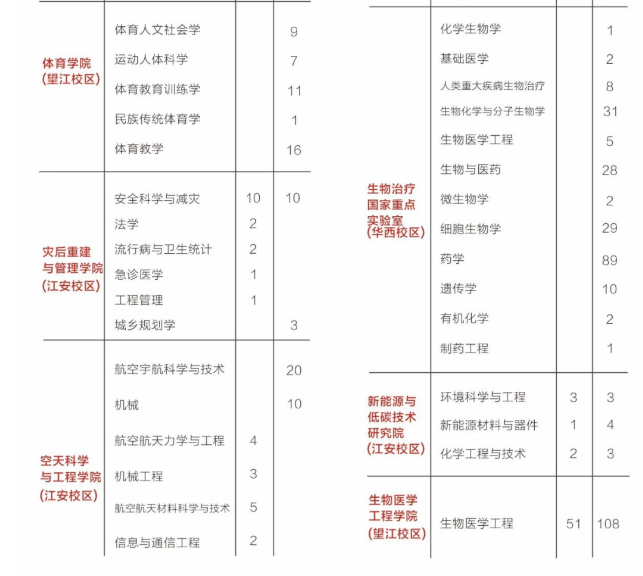 体育学院
(望江校区)
体育人文社会学 9
运动人体科学 7
体育教育训练学 11
民族传统体育学 1
体育教学 16
灾后重建
与管理学院
(江安校区)
安全科学与减灾 10 10
法学 2
流行病与卫生统计 2
急诊医学 1
工程管理 1
城乡规划学 3
空天科学
与工程学院
(江安校区)
航空宇航科学与技术 20
机械 10
航空航天力学与工程 4
机械工程 3
航空航天材料科学与技术 5
信息与通信工程 2
生物治疗
国家重点
实验室
(华西校区)
化学生物学 1
基础医学 2
人类重大疾病生物治疗 8
生物化学与分子生物学 31
生物医学工程 5
生物与医药 28
微生物学 2
细胞生物学 29
药学 89
遗传学 10
有机化学 2
制药工程 1
新能源与
低碳技术
研究院
(江安校区)
环境科学与工程 3 3
新能源材料与器件 1 4
化学工程与技术 2 3
生物医学
工程学院
(望江校区)
生物医学工程 51 108